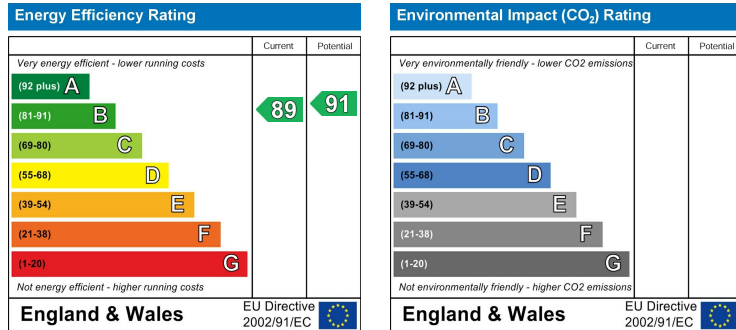 Energy Efficiency Rating
Current Potential
Very energy efficient - lower running costs
(92 plus) A
(81-91) B
89 91
(69-80) C
(55-68) D
(39-54) E
(21-38) F
(1-20) G
Not energy efficient - higher running costs
England & Wales
EU Directive
2002/91/EC
Environmental Impact (CO₂) Rating
Current Potential
Very environmentally friendly - lower CO2 emissions
(92 plus) A
(81-91) B
(69-80) C
(55-68) D
(39-54) E
(21-38) F
(1-20) G
Not environmentally friendly - higher CO2 emissions
England & Wales
EU Directive
2002/91/EC